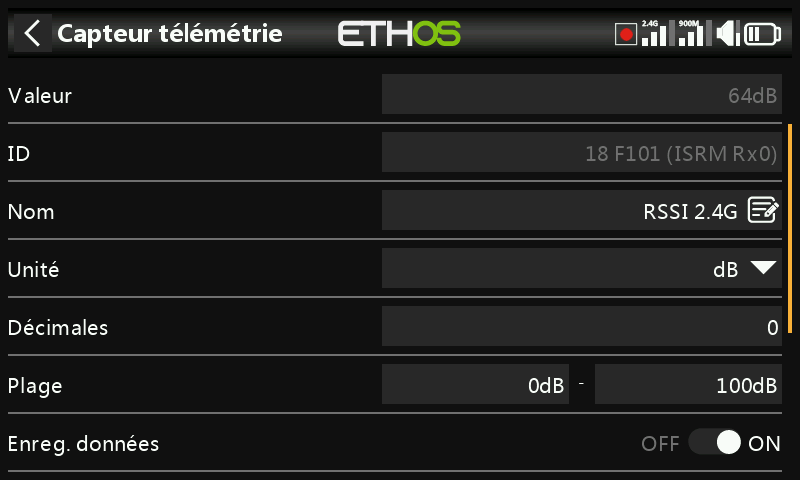 Capteur télémétrie ETHOS 2.4G 900M
Valeur 64dB
ID 18 F101 (ISRM Rx0)
Nom RSSI 2.4G
Unité dB
Décimales 0
Plage 0dB - 100dB
Enreg. données OFF ON